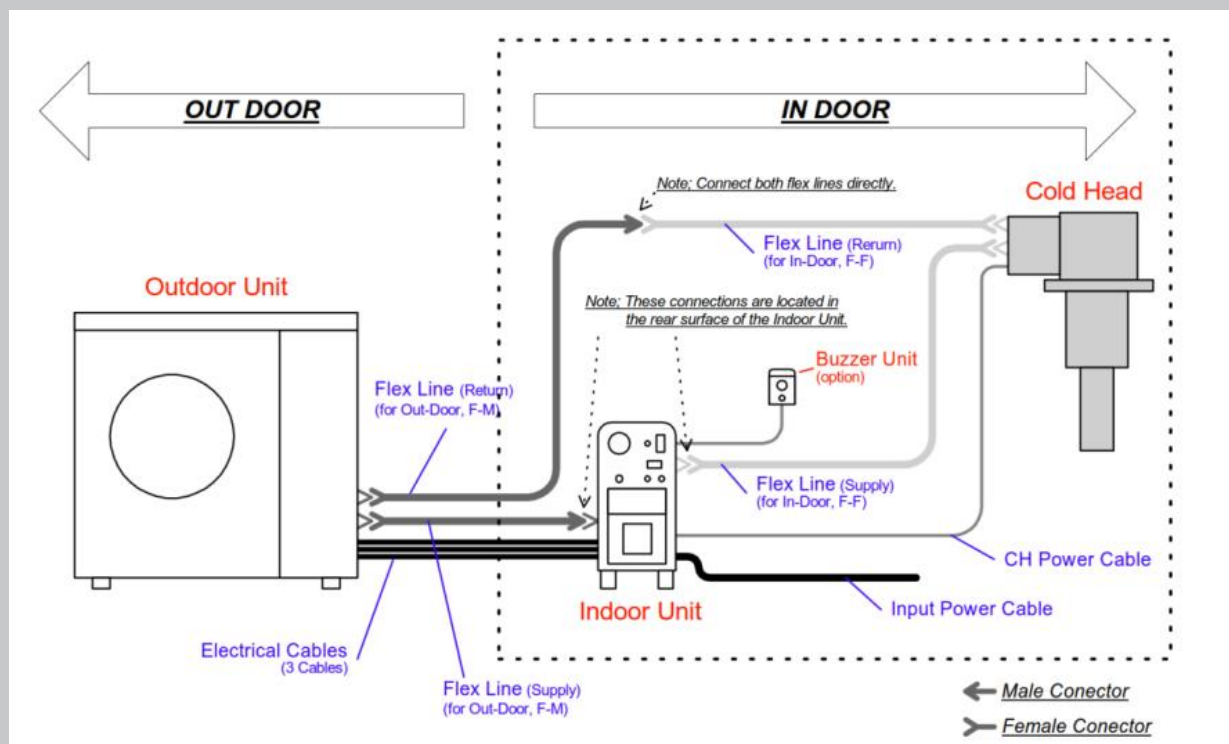 OUT DOOR
IN DOOR
Note; Connect both flex lines directly.
Cold Head
Flex Line (Rerurn)
(for In-Door, F-F)
Outdoor Unit
Note; These connections are located in
the rear surface of the Indoor Unit.
Buzzer Unit
(option)
Flex Line (Return)
(for Out-Door, F-M)
Flex Line (Supply)
(for In-Door, F-F)
CH Power Cable
Indoor Unit
Input Power Cable
Electrical Cables
(3 Cables)
Flex Line (Supply)
(for Out-Door, F-M)
Male Conector
Female Conector